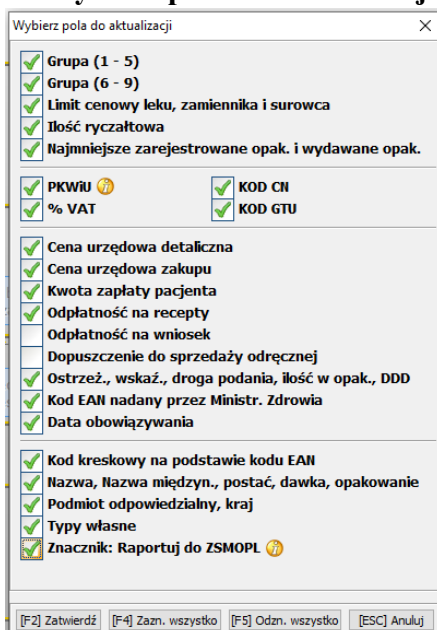 Wybierz pola do aktualizacji
Grupa (1 - 5)
Grupa (6 - 9)
Limit cenowy leku, zamiennika i surowca
Ilość ryczałtowa
Najmniejsze zarejestrowane opak. i wydawane opak.
PKWiU KOD CN
% VAT KOD GTU
Cena urzędowa detaliczna
Cena urzędowa zakupu
Kwota zapłaty pacjenta
Odpłatność na recepty
Odpłatność na wniosek
Dopuszczenie do sprzedaży odręcznej
Ostrzeż., wskaź., droga podania, ilość w opak., DDD
Kod EAN nadany przez Ministr. Zdrowia
Data obowiązywania
Kod kreskowy na podstawie kodu EAN
Nazwa, Nazwa międzyn., postać, dawka, opakowanie
Podmiot odpowiedzialny, kraj
Typy własne
Znacznik: Raportuj do ZSMOPL
[F2] Zatwierdź [F4] Zazn. wszystko [F5] Odzn. wszystko [ESC] Anuluj